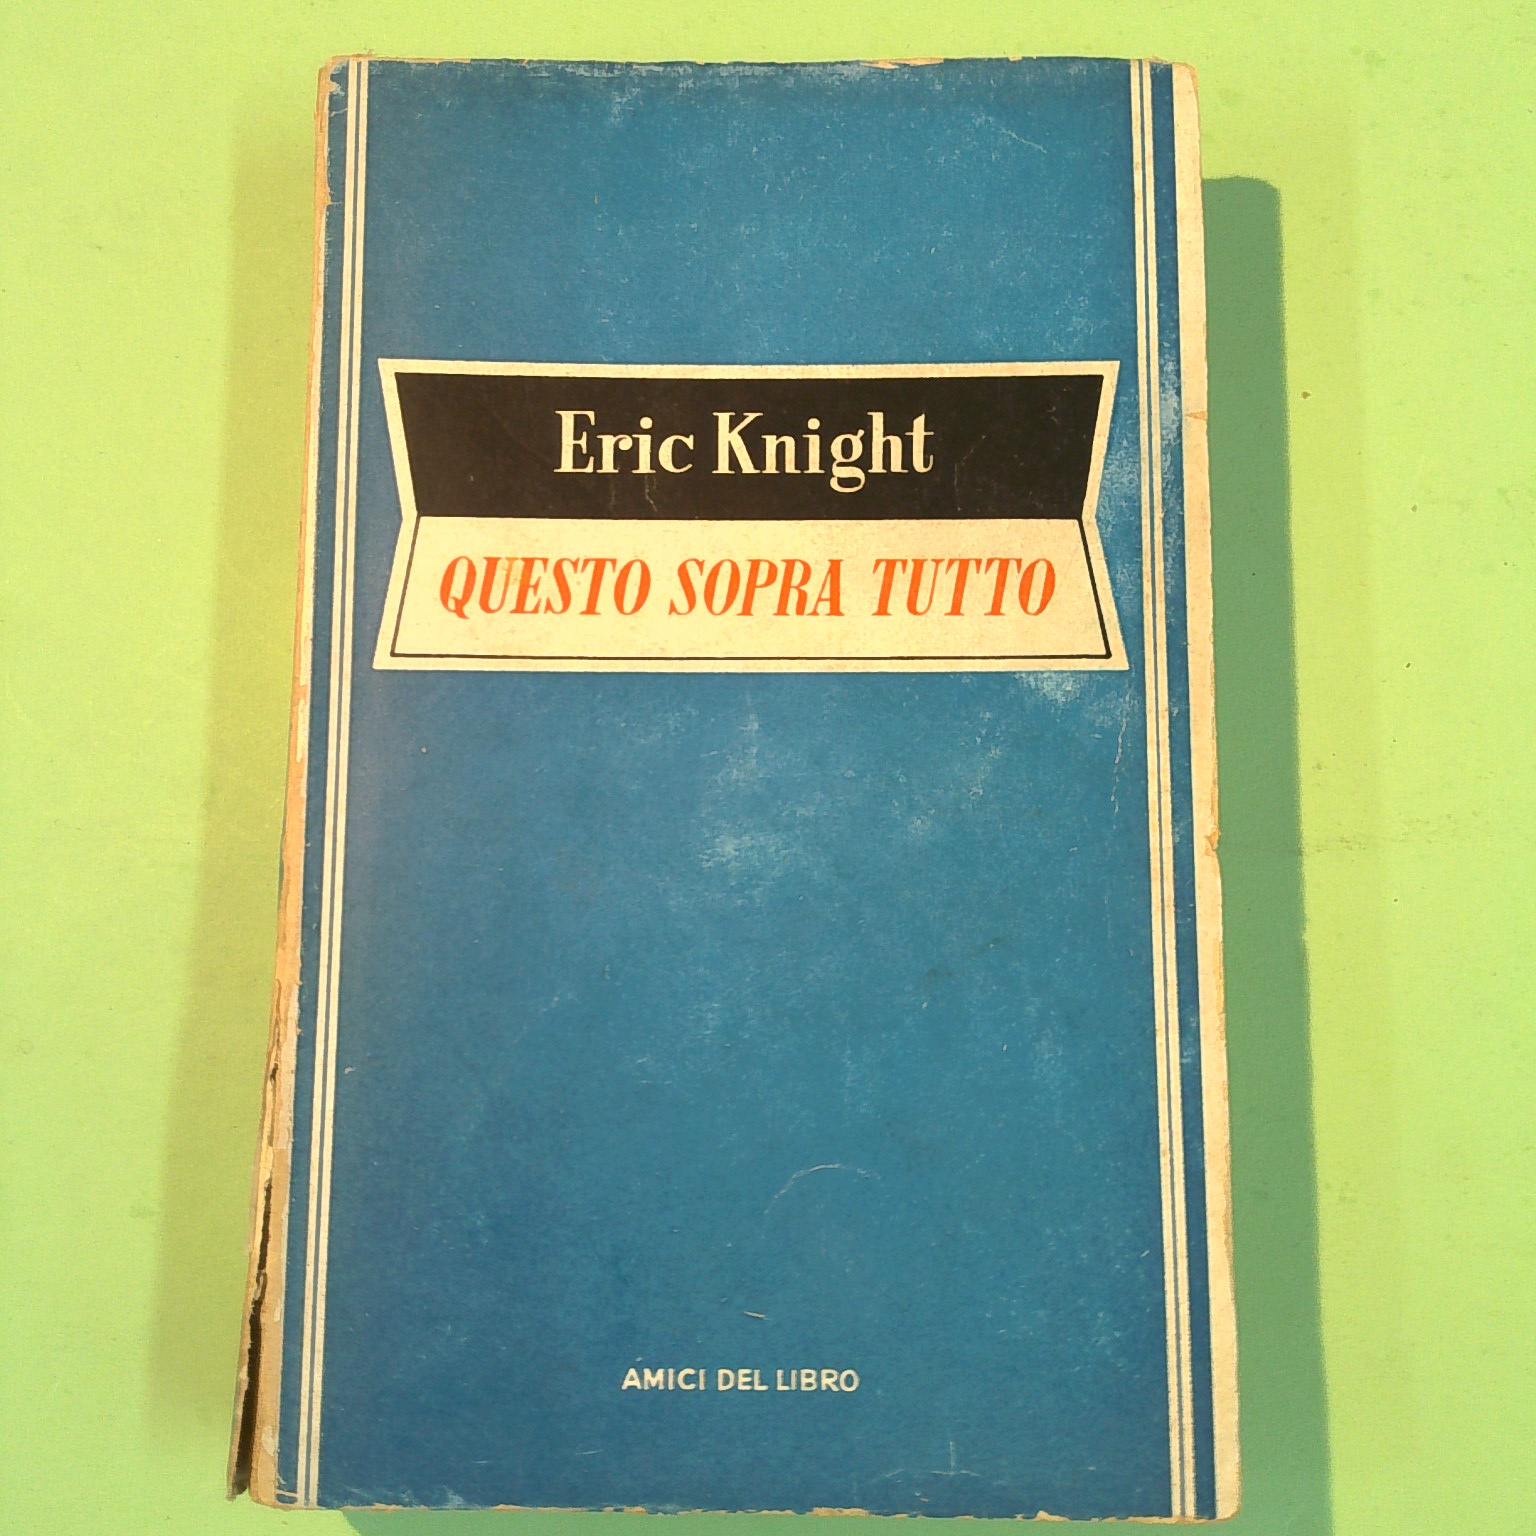 Eric Knight
QUESTO SOPRA TUTTO
AMICI DEL LIBRO